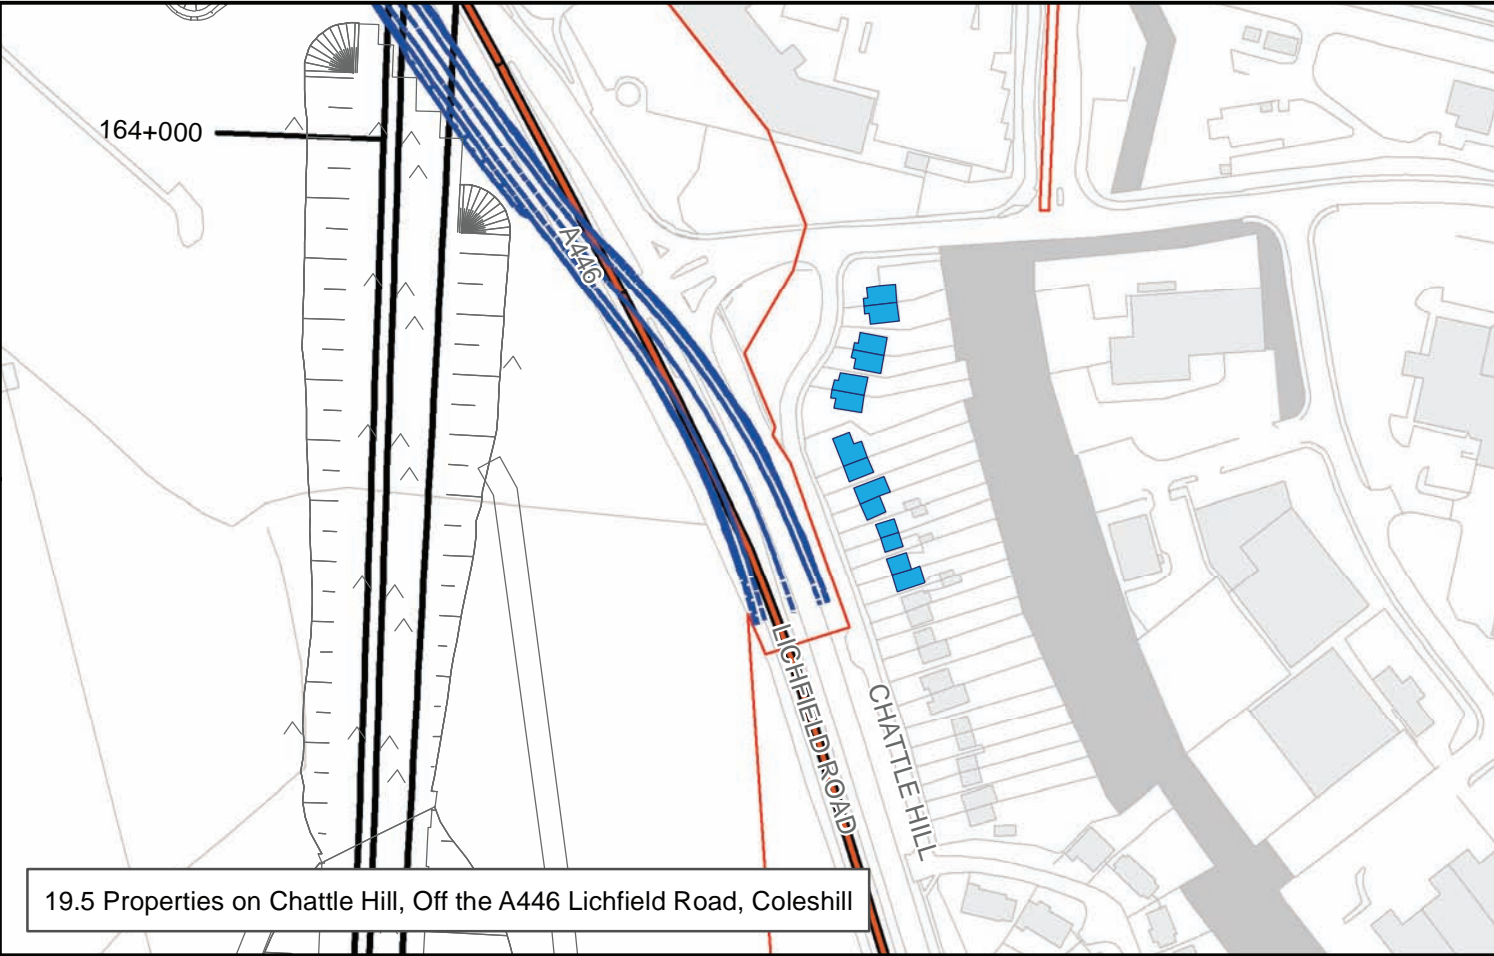 164+000
A446
LICHFIELD ROAD
CHATTLE HILL
19.5 Properties on Chattle Hill, Off the A446 Lichfield Road, Coleshill